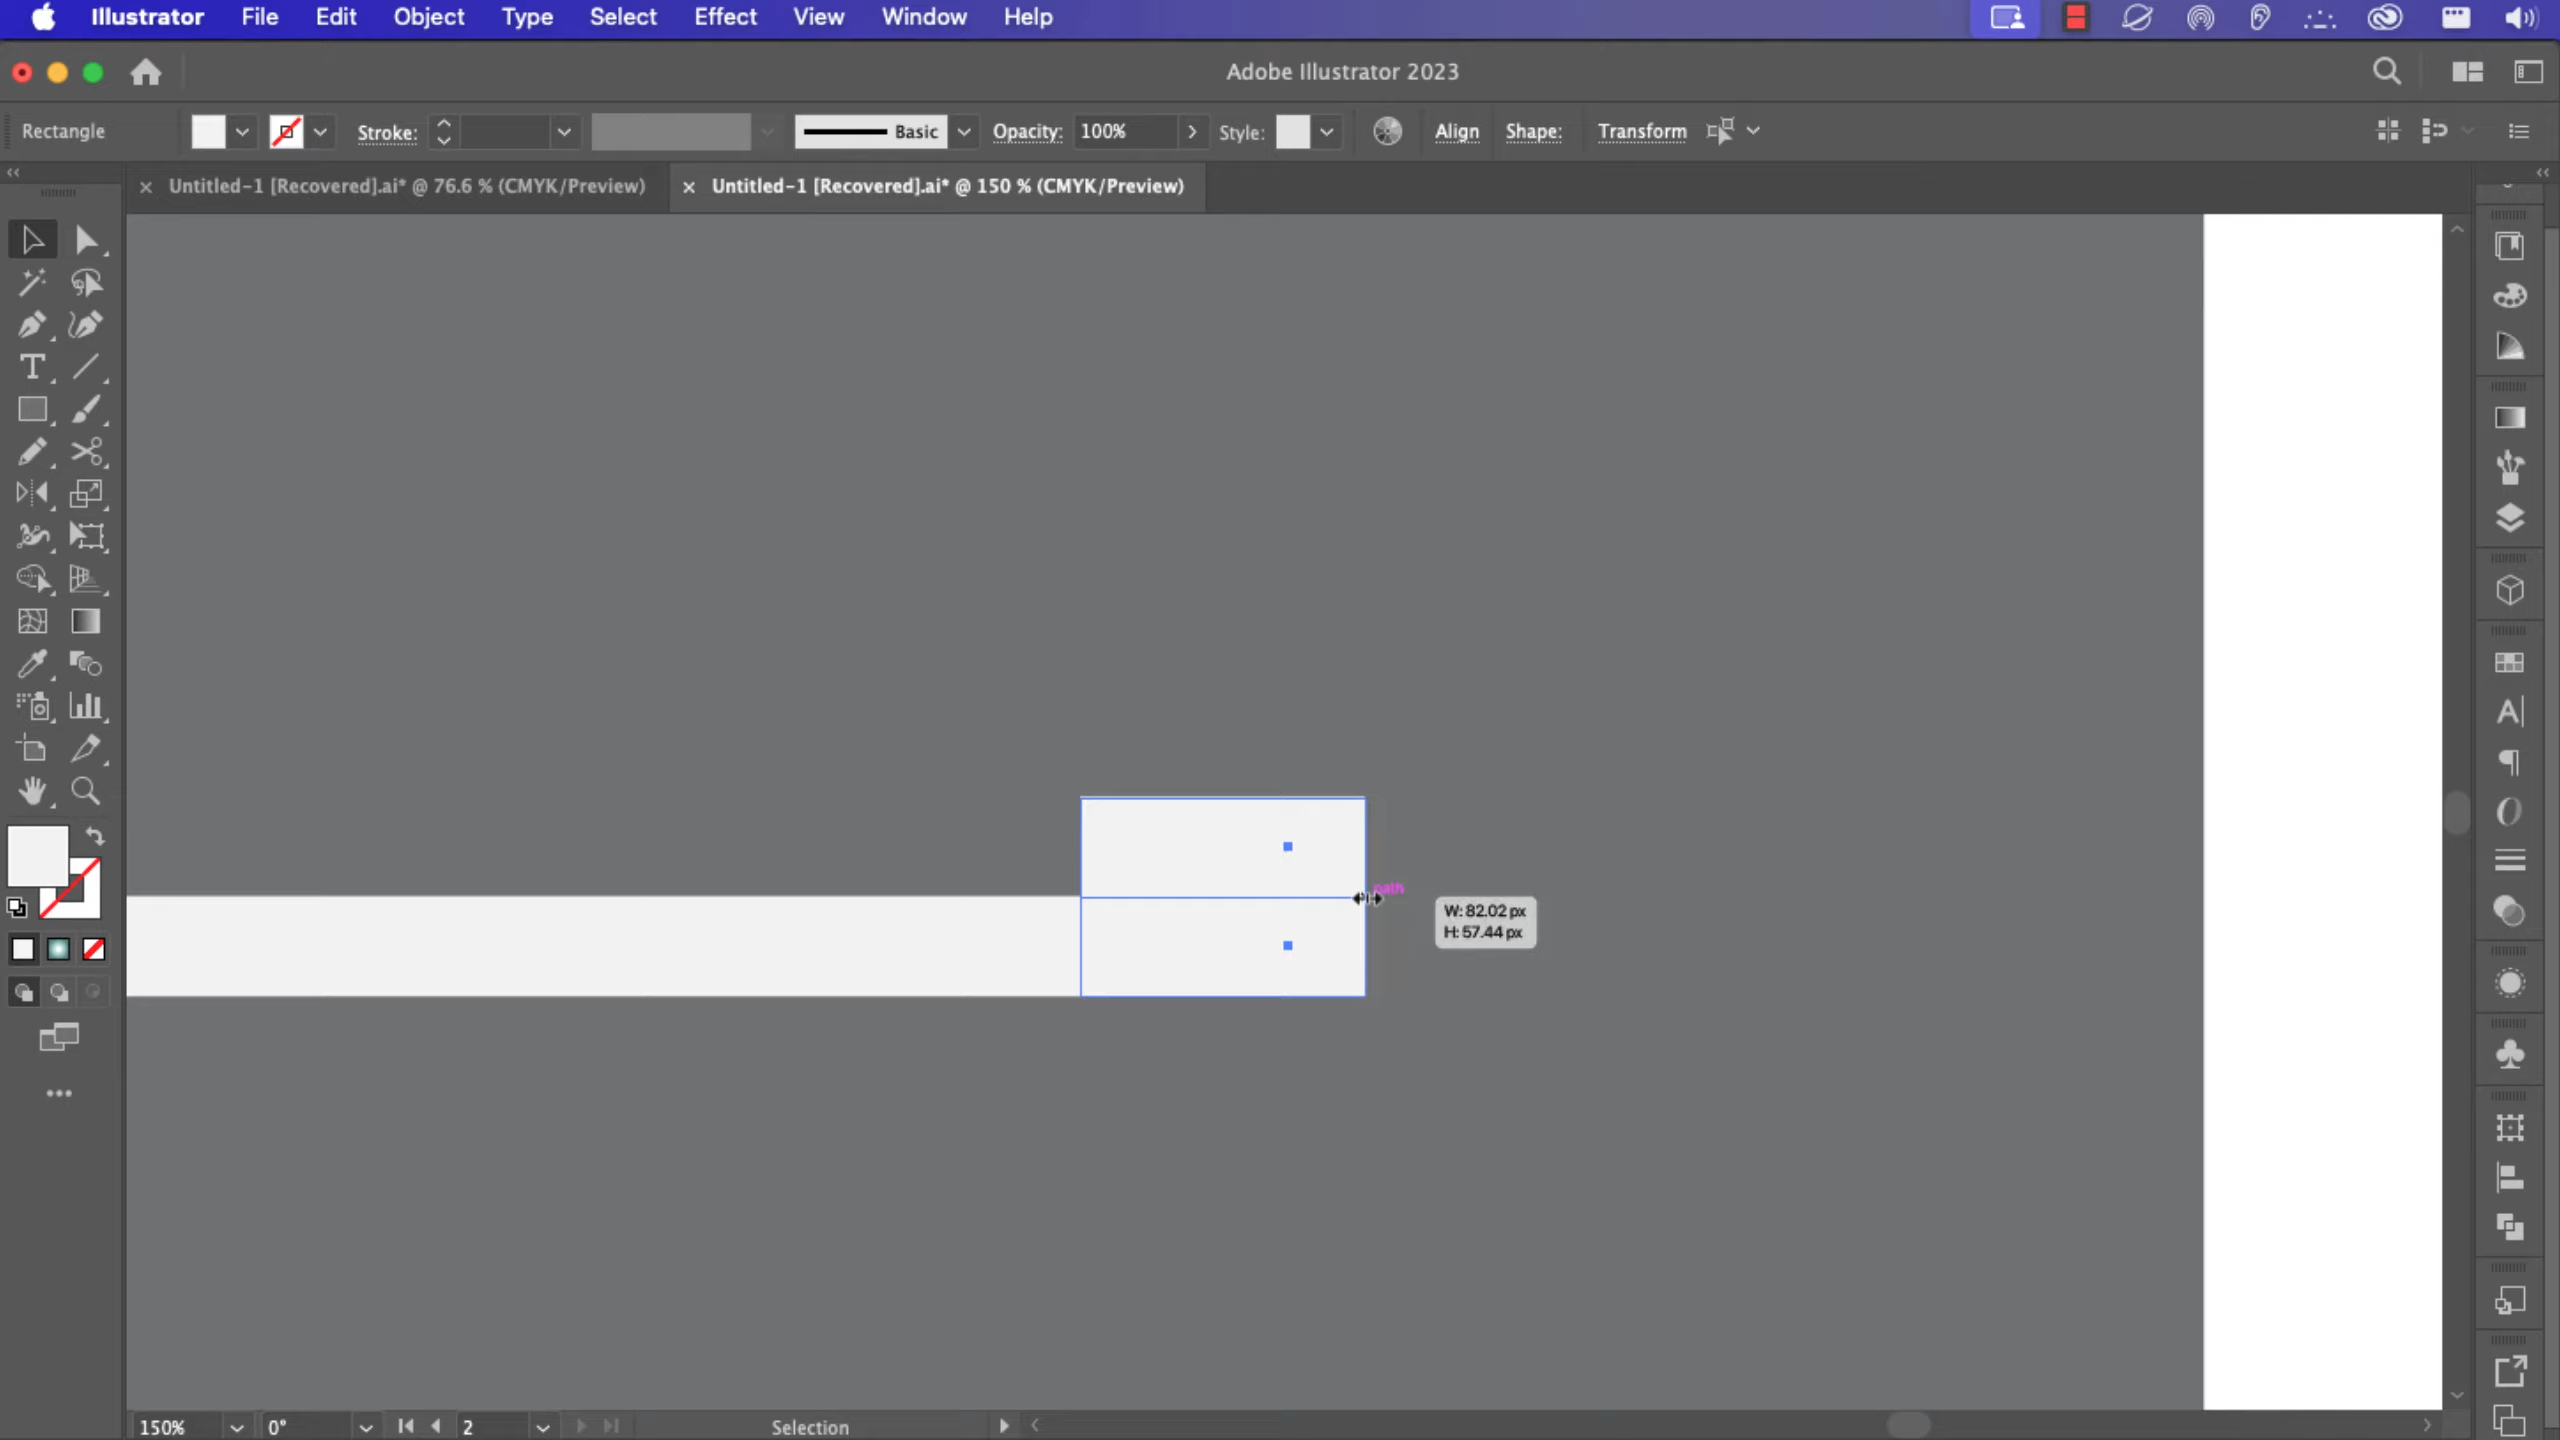 Illustrator File Edit Object Type Select Effect View Window Help
Adobe Illustrator 2023
Rectangle Stroke: Basic Opacity: 100% Style: Align Shape: Transform
Untitled-1 [Recovered].ai* @ 76.6 % (CMYK/Preview) Untitled-1 [Recovered].ai* @ 150 % (CMYK/Preview)
path
W: 82.02 px
H: 57.44 px
150% 0° 2 Selection